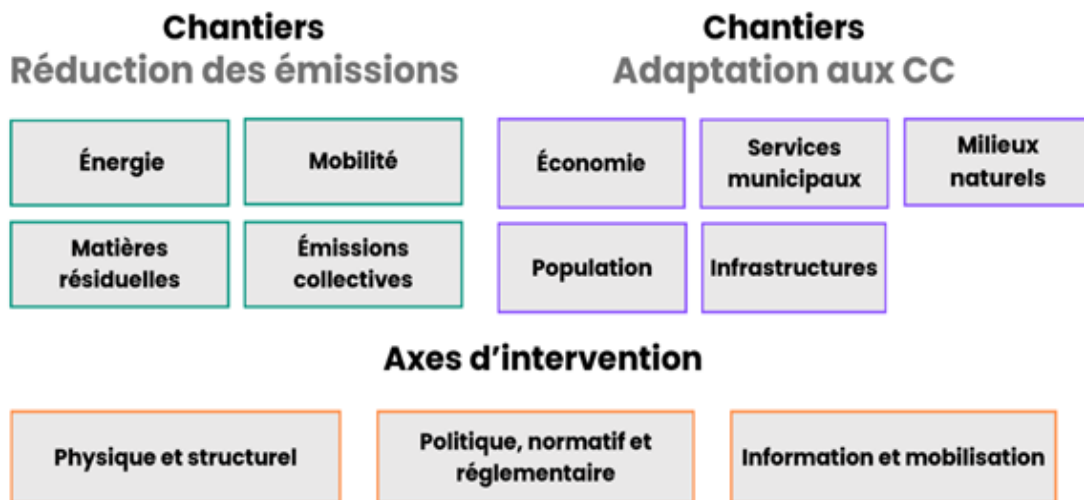 Chantiers
Réduction des émissions
Énergie
Mobilité
Matières
résiduelles
Émissions
collectives
Chantiers
Adaptation aux CC
Économie
Services
municipaux
Milieux
naturels
Population
Infrastructures
Axes d’intervention
Physique et structurel
Politique, normatif et
réglementaire
Information et mobilisation